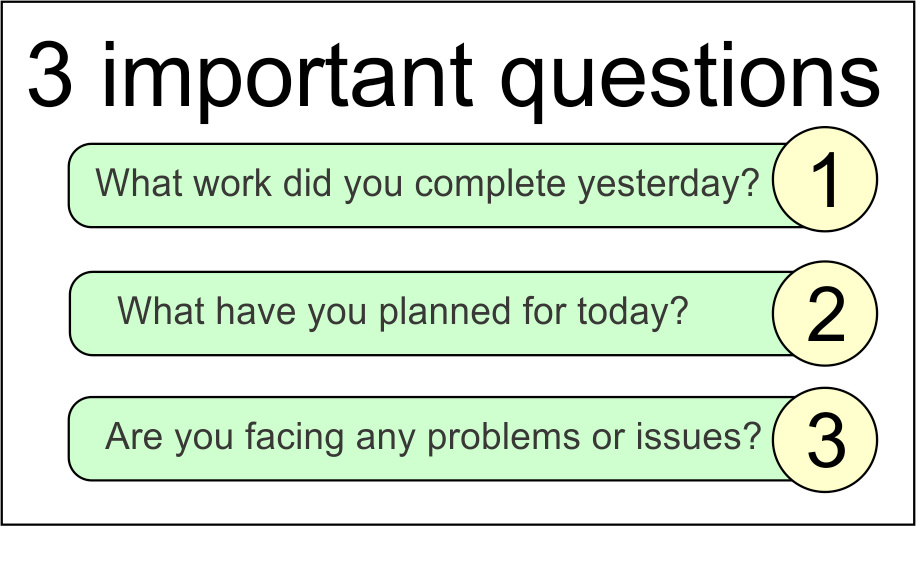 3 important questions
What work did you complete yesterday? 1
What have you planned for today? 2
Are you facing any problems or issues? 3